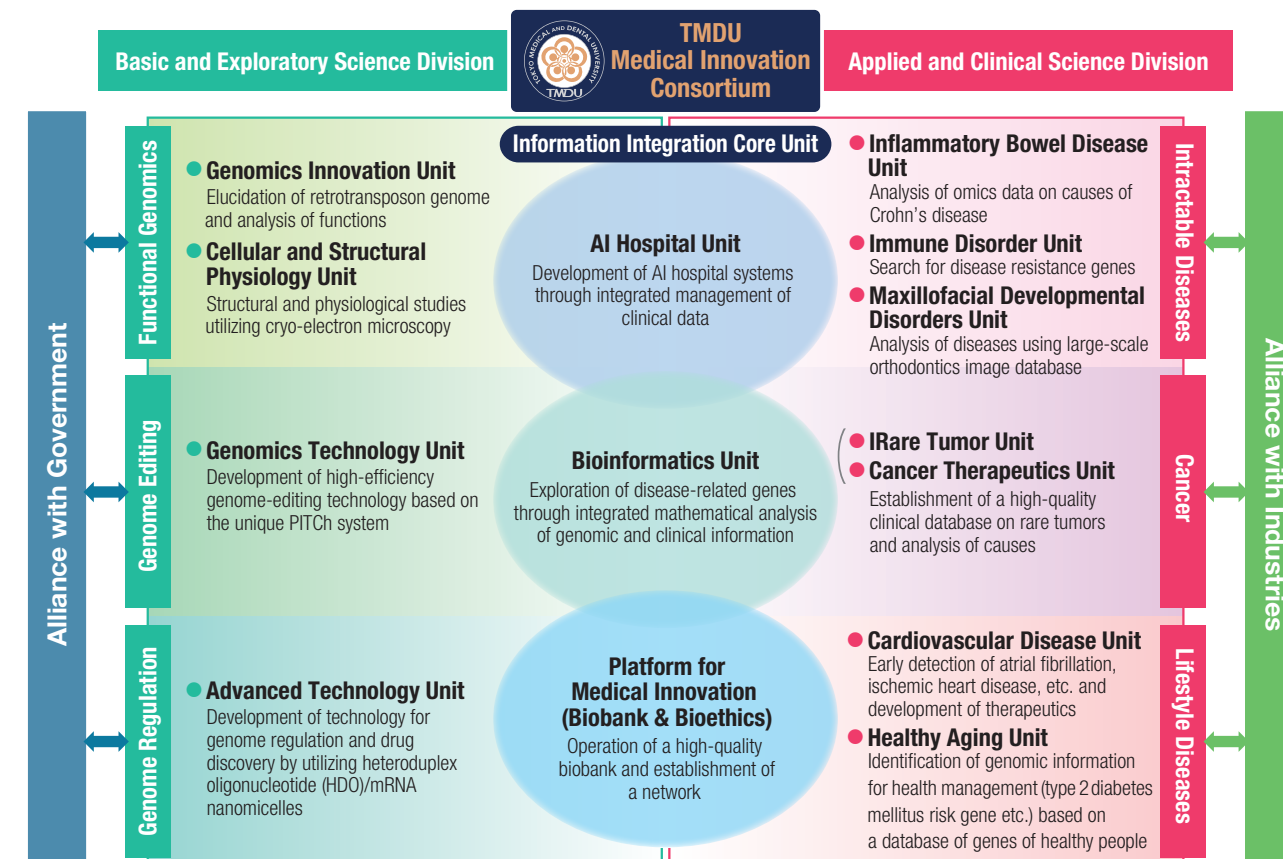 Basic and Exploratory Science Division
TOKYO MEDICAL AND DENTAL UNIVERSITY
TMDU
TMDU
Medical Innovation
Consortium
Applied and Clinical Science Division
Alliance with Government
Functional Genomics
Genomics Innovation Unit
Elucidation of retrotransposon genome
and analysis of functions
Cellular and Structural
Physiology Unit
Structural and physiological studies
utilizing cryo-electron microscopy
Genome Editing
Genomics Technology Unit
Development of high-efficiency
genome-editing technology based on
the unique PITCh system
Genome Regulation
Advanced Technology Unit
Development of technology for
genome regulation and drug
discovery by utilizing heteroduplex
oligonucleotide (HDO)/mRNA
nanomicelles
Information Integration Core Unit
AI Hospital Unit
Development of AI hospital systems
through integrated management of
clinical data
Bioinformatics Unit
Exploration of disease-related genes
through integrated mathematical analysis
of genomic and clinical information
Platform for
Medical Innovation
(Biobank & Bioethics)
Operation of a high-quality
biobank and establishment of
a network
Inflammatory Bowel Disease
Unit
Analysis of omics data on causes of
Crohn's disease
Immune Disorder Unit
Search for disease resistance genes
Maxillofacial Developmental
Disorders Unit
Analysis of diseases using large-scale
orthodontics image database
Intractable Diseases
IRare Tumor Unit
Cancer Therapeutics Unit
Establishment of a high-quality
clinical database on rare tumors
and analysis of causes
Cancer
Cardiovascular Disease Unit
Early detection of atrial fibrillation,
ischemic heart disease, etc. and
development of therapeutics
Healthy Aging Unit
Identification of genomic information
for health management (type 2 diabetes
mellitus risk gene etc.) based on
a database of genes of healthy people
Lifestyle Diseases
Alliance with Industries